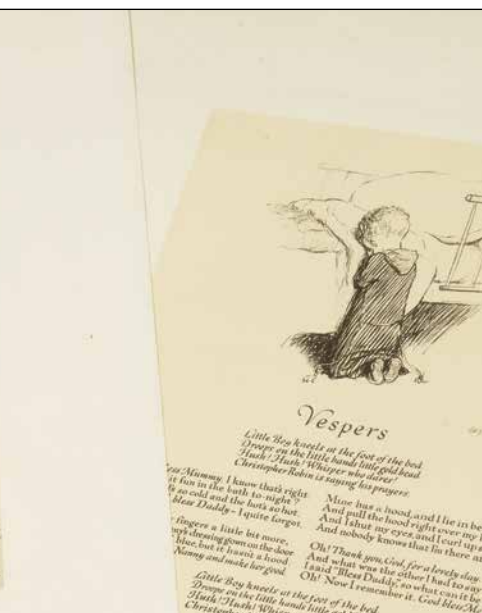 Vespers
Little Boy kneels at the foot of the bed
Droops on the little hands little gold head
Hush! Hush! Whisper who dares!
Christopher Robin is saying his prayers.
Mummy. I know that's right
it fun in the bath to-night?
so cold and the hot's so hot
bless Daddy - I quite forgot.
fingers a little bit more,
dressing gown on the door
blue, but it hasn't a hood.
Nanny and make her good
Mine has a hood, and I lie in be
And pull the hood right over my
And I shut my eyes, and I curl up s
And nobody knows that I'm there at
Oh! Thank you, God, for a lovely day.
And what was the other I had to say
I said "Bless Daddy," so what can it be
Oh! Now I remember it. God bless Me.
Little Boy kneels at the foot of the bed
Droops on the little hands little gold
Hush! Hush! Whis
Christoph